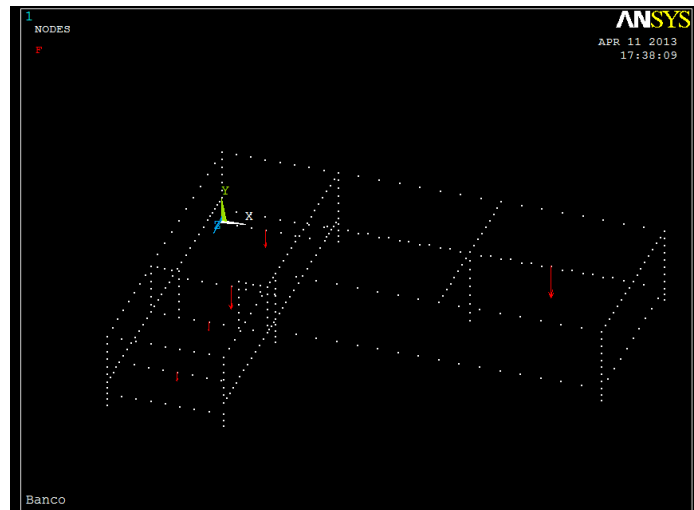 1
NODES
F
ANSYS
APR 11 2013
17:38:09
Y
X
Z
Banco